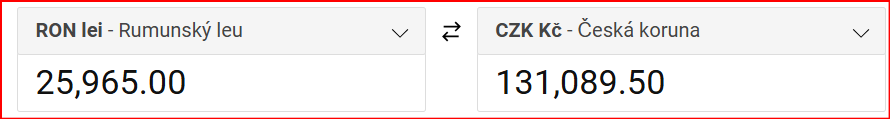 RON lei - Rumunský leu
25,965.00
CZK Kč - Česká koruna
131,089.50